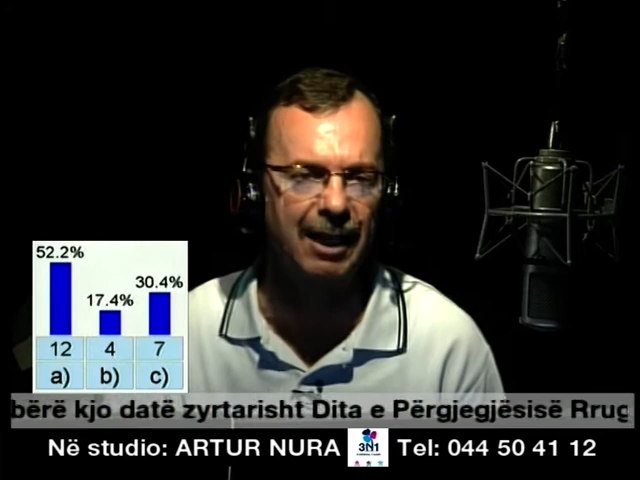 52.2%
17.4%
30.4%
12 4 7
a) b) c)
bërë kjo datë zyrtarisht Dita e Përgjegjësisë Rrug
Në studio: ARTUR NURA 3N1 Tel: 044 50 41 12